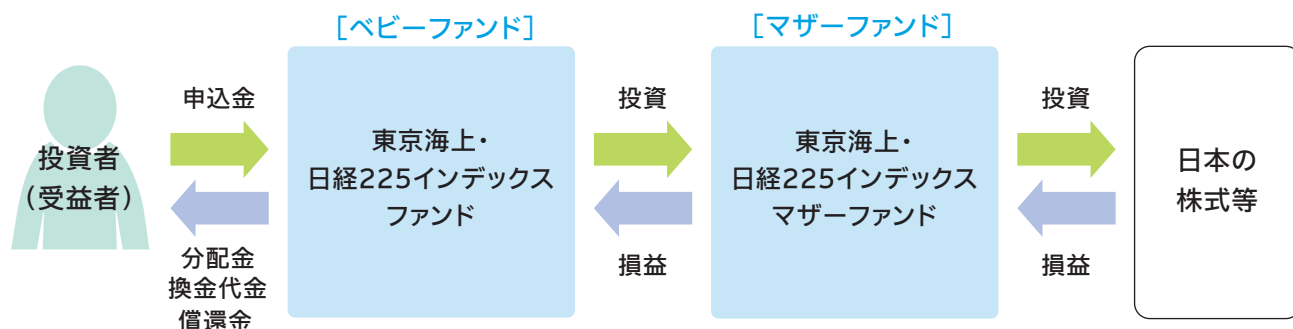 [ベビーファンド]
[マザーファンド]
投資者
(受益者)
申込金
分配金
換金代金
償還金
東京海上・
日経225インデックス
ファンド
投資
損益
東京海上・
日経225インデックス
マザーファンド
投資
損益
日本の
株式等